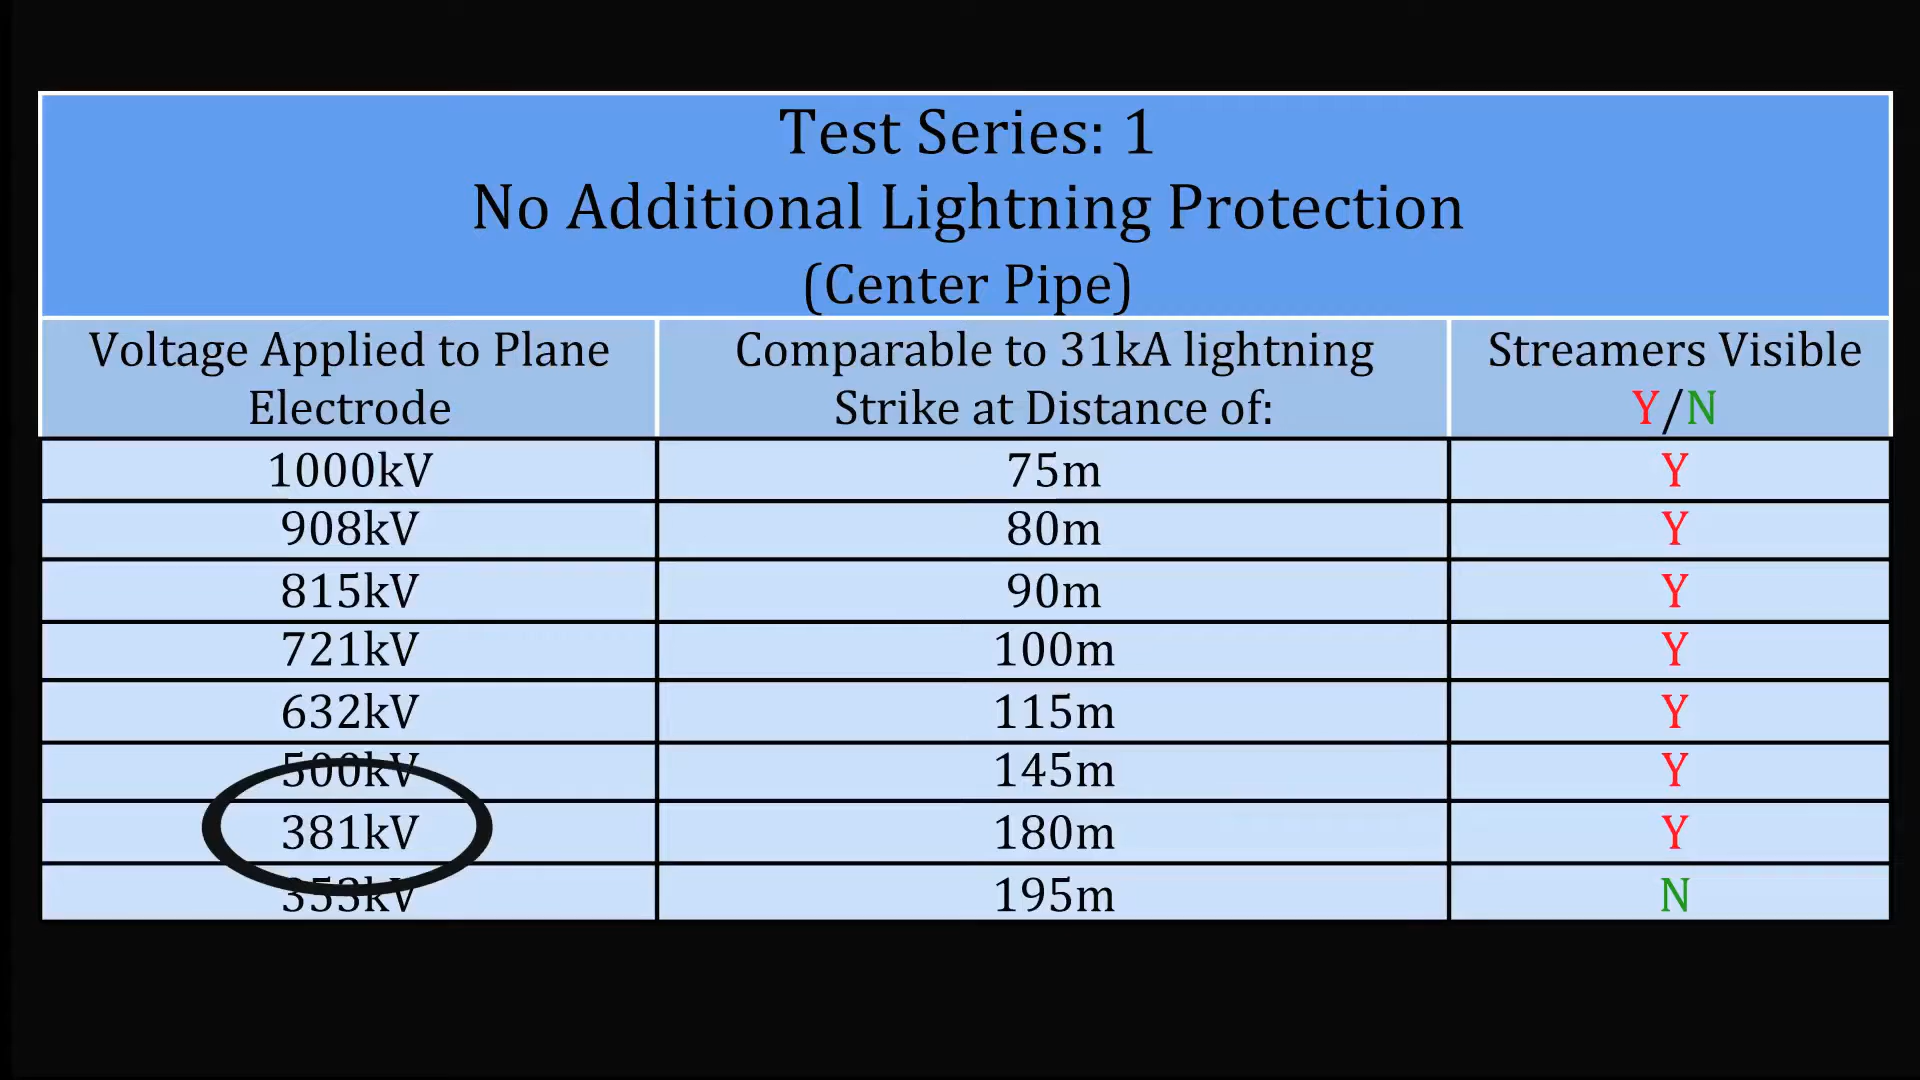 Test Series: 1
No Additional Lightning Protection
(Center Pipe)
Voltage Applied to Plane Electrode
Comparable to 31kA lightning Strike at Distance of:
Streamers Visible Y/N
1000kV 75m Y
908kV 80m Y
815kV 90m Y
721kV 100m Y
632kV 115m Y
500kV 145m Y
381kV 180m Y
353kV 195m N